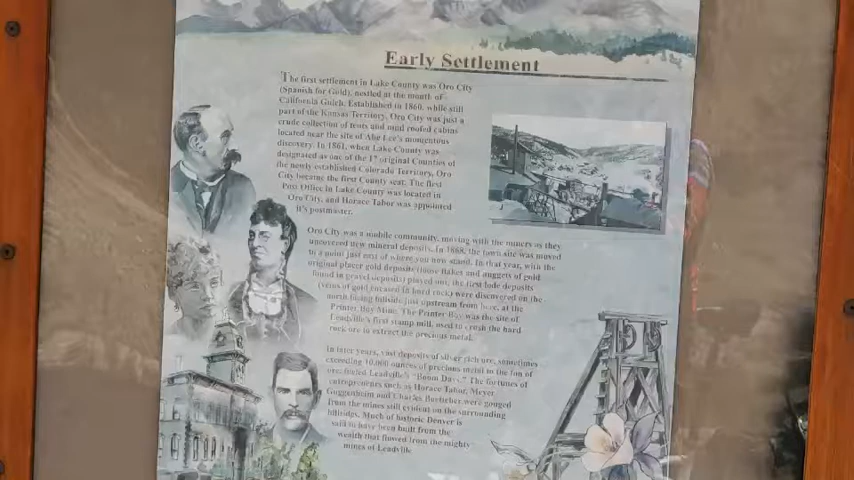 Early Settlement
The first settlement in Lake County was Oro City
(Spanish for Gold), nestled at the mouth of
California Gulch. Established in 1860, while still
part of the Kansas Territory, Oro City was just a
crude collection of tents and mud roofed cabins
located near the site of Abe Lee's momentous
discovery. In 1861, when Lake County was
designated as one of the 1st original Counties of
the newly established Colorado Territory, Oro
City became the first County seat. The first
Post Office in Lake County was located in
Oro City, and Horace Tabor was appointed
it's postmaster.
Oro City was a mobile community, moving with the miners as they
uncovered new mineral deposits. In 1868, the town site was moved
to a point just west of where you now stand. In that year, with the
original placer gold deposits (loose flakes and nuggets of gold
found in gravel deposits) played out, the first lode deposits
(veins of gold encased in hard rock) were discovered on the
north facing hillside just upstream from here, at the
Printer Boy Mine. The Printer Boy was the site of
Leadville's first stamp mill, used to crush the hard
rock ore to extract the precious metal.
In later years, vast deposits of silver rich ore, sometimes
exceeding 10,000 ounces of precious metal to the ton of
ore, fueled Leadville's "Boom Days." The fortunes of
entrepreneurs such as Horace Tabor, Meyer
Guggenheim and Charles Boettcher were gouged
from the mines still evident on the surrounding
hillsides. Much of historic Denver is
said to have been built from the
wealth that flowed from the mighty
mines of Leadville